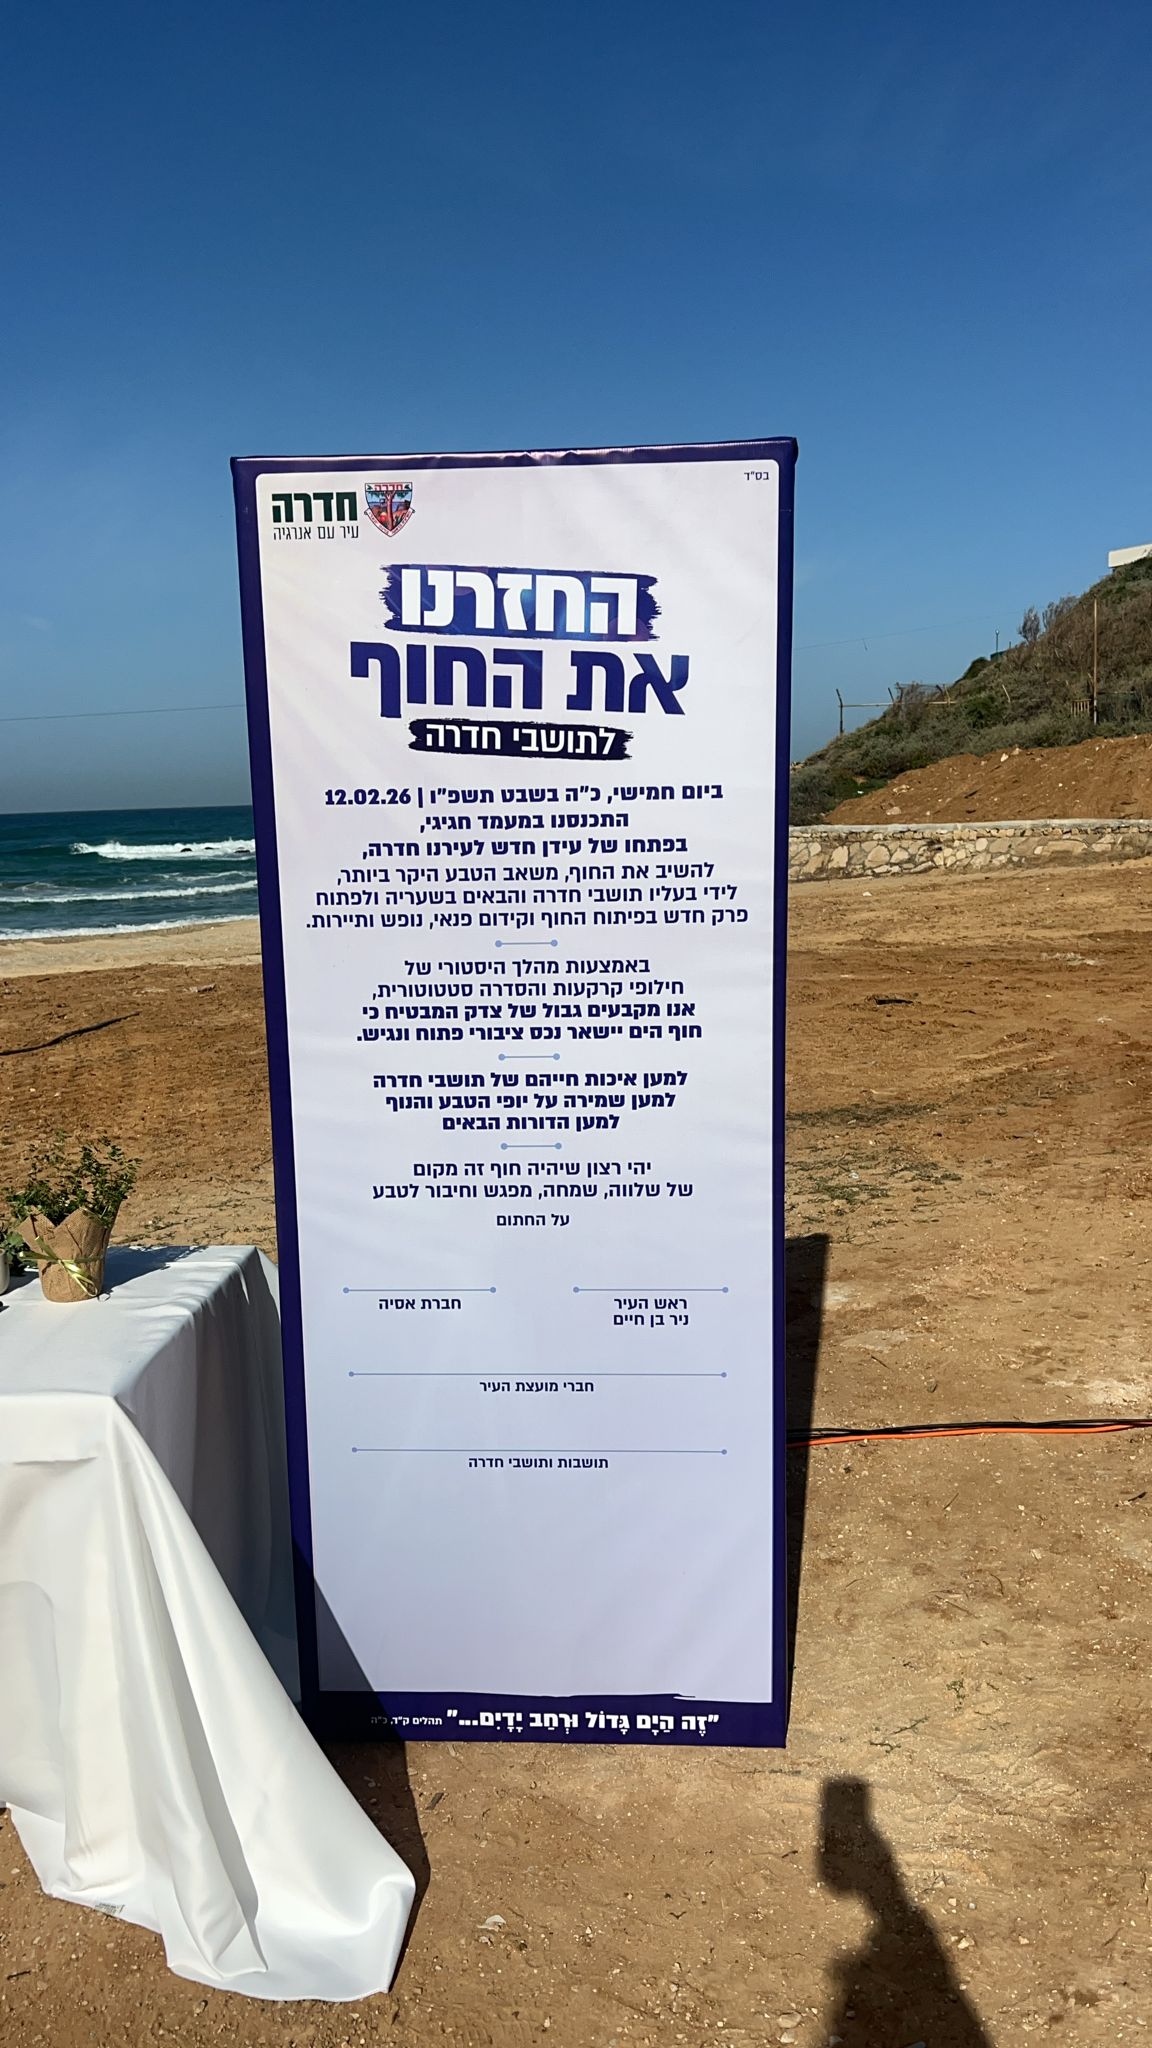 בס"ד
חדרה
חדרה
עיר עם אנרגיה
החזרנו
את החוף
לתושבי חדרה
ביום חמישי, כ"ה בשבט תשפ"ו | 12.02.26
התכנסנו במעמד חגיגי,
בפתחו של עידן חדש לעירנו חדרה,
להשיב את החוף, משאב הטבע היקר ביותר,
לידי בעליו תושבי חדרה והבאים בשעריה ולפתוח
פרק חדש בפיתוח החוף וקידום פנאי, נופש ותיירות.
באמצעות מהלך היסטורי של
חילופי קרקעות והסדרה סטטוטורית,
אנו מקבעים גבול של צדק המבטיח כי
חוף הים יישאר נכס ציבורי פתוח ונגיש.
למען איכות חייהם של תושבי חדרה
למען שמירה על יופי הטבע והנוף
למען הדורות הבאים
יהי רצון שיהיה חוף זה מקום
של שלווה, שמחה, מפגש וחיבור לטבע
על החתום
ראש העיר
ניר בן חיים
חברת אסיה
חברי מועצת העיר
תושבות ותושבי חדרה
"זֶה הַיָּם גָּדוֹל וּרְחַב יָדָיִם..." תהלים ק"ד, כ"ה